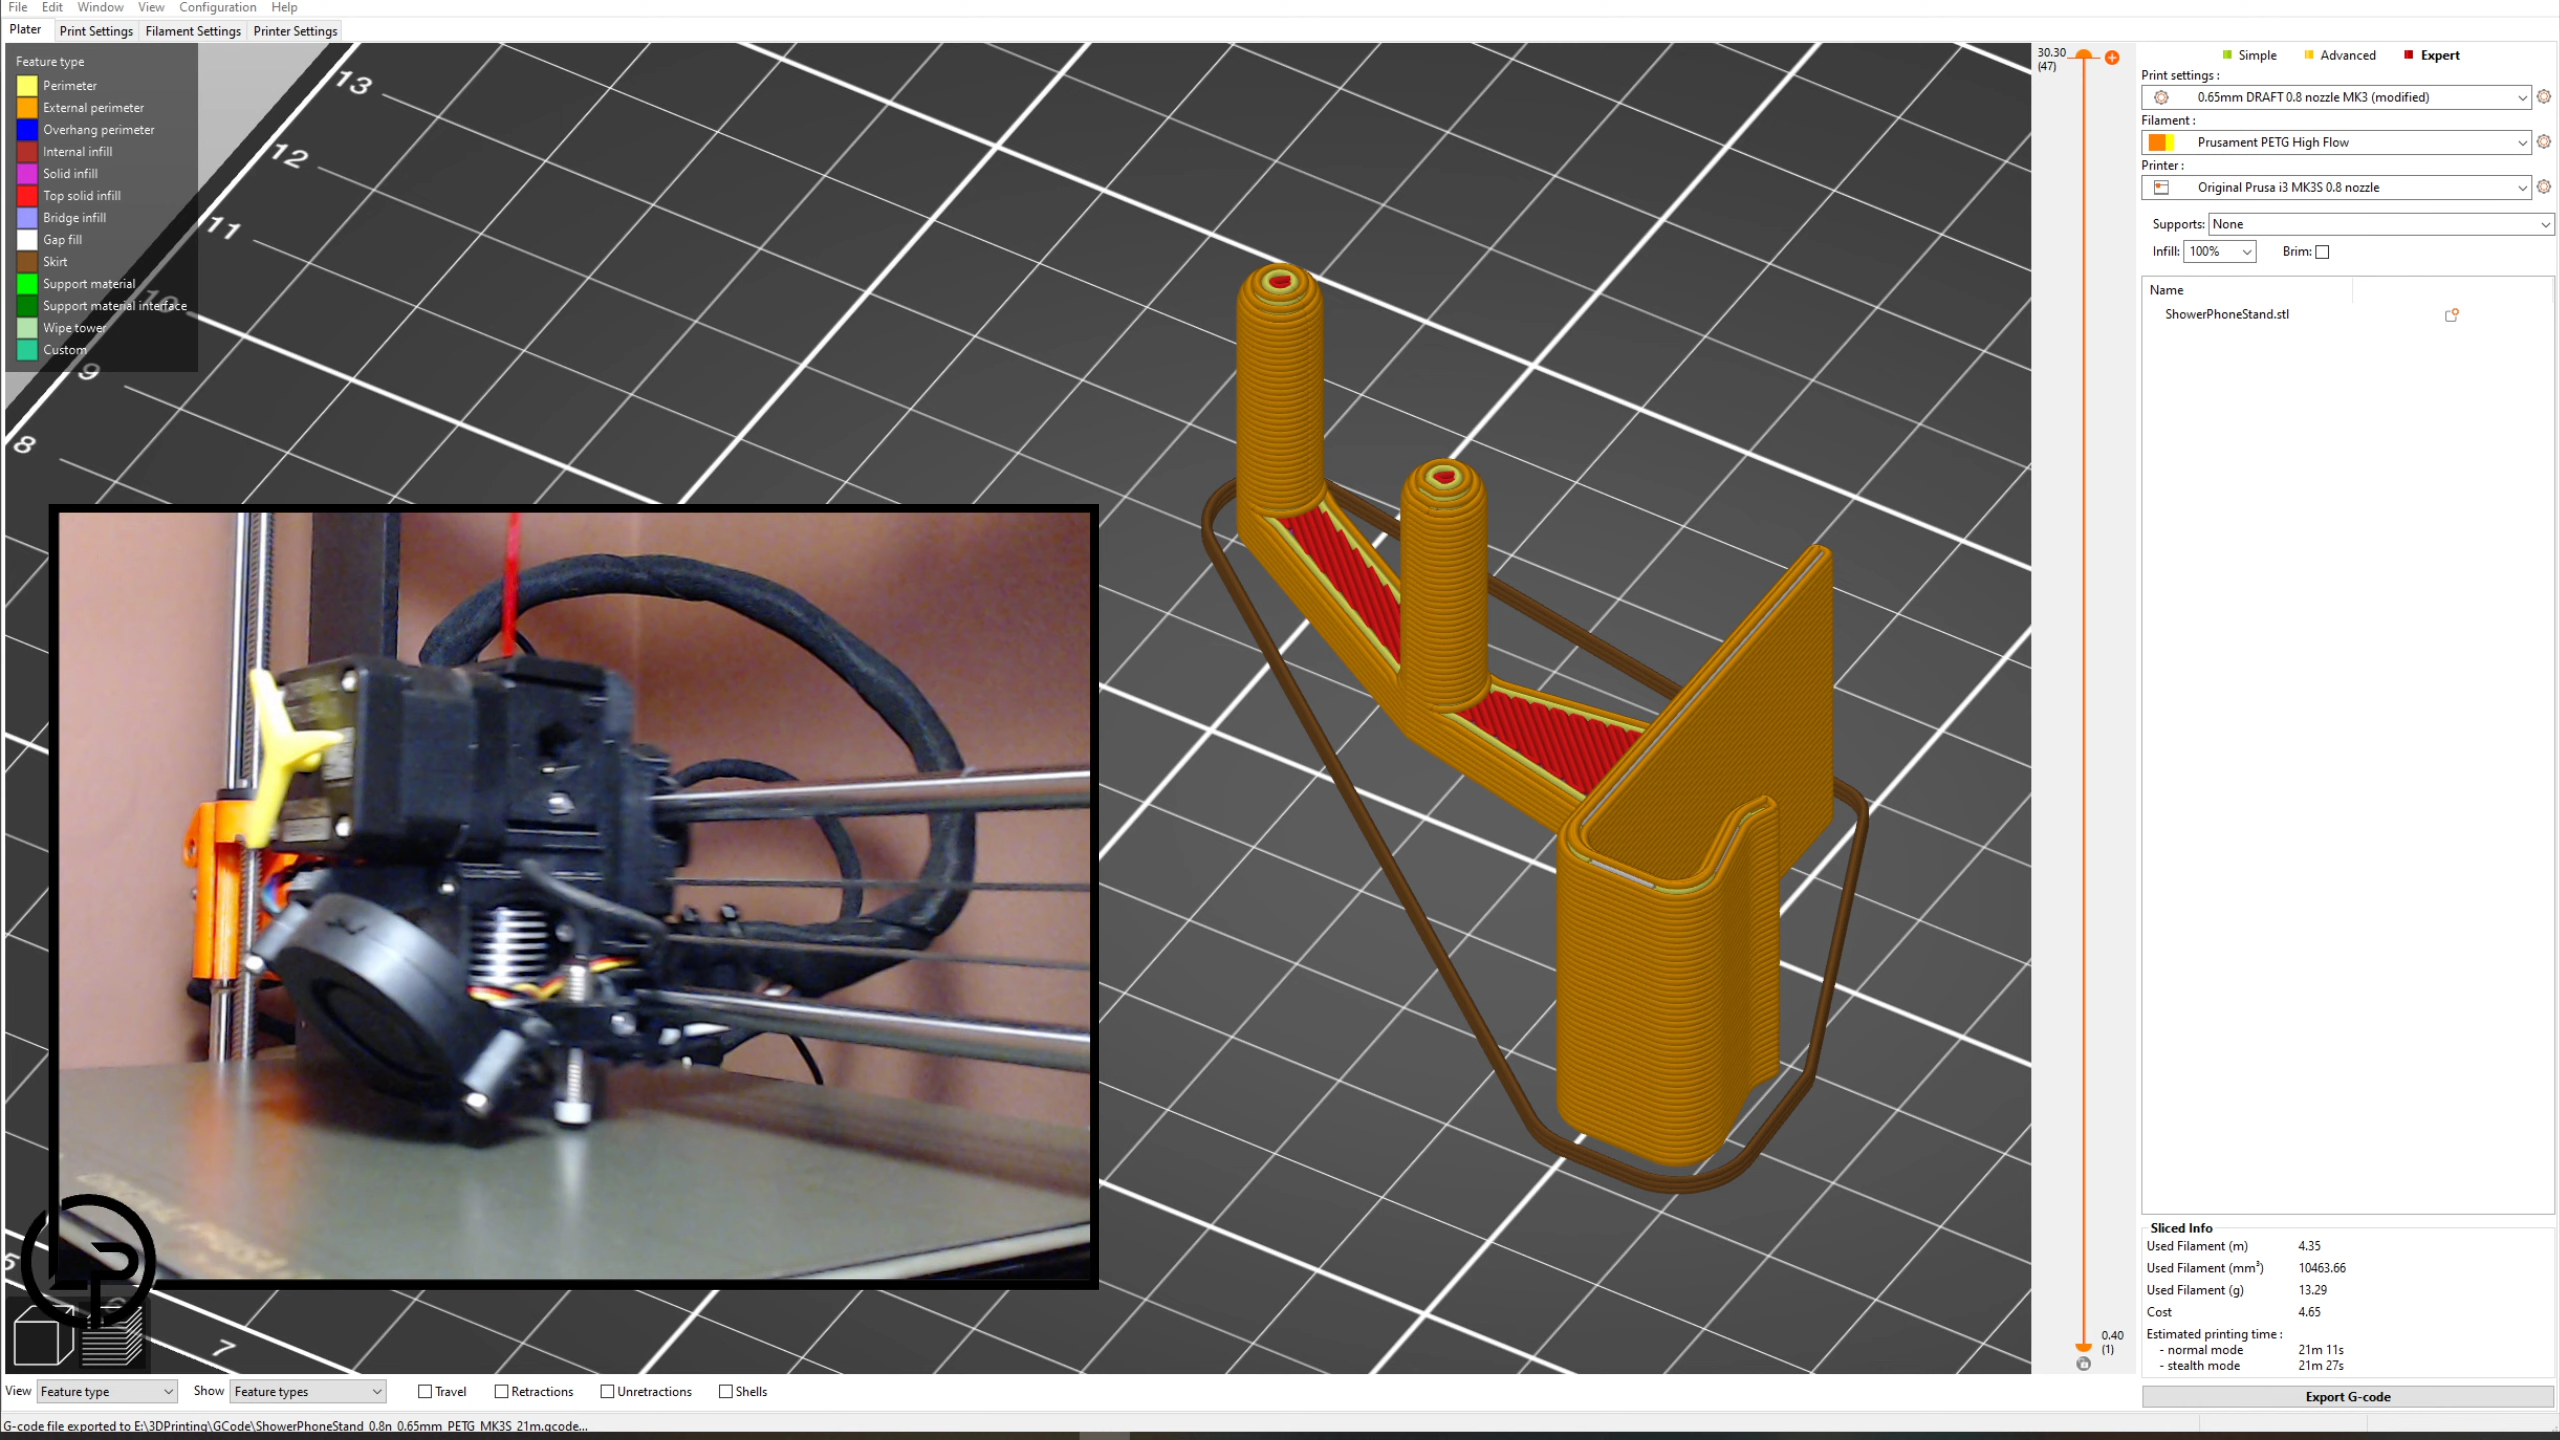 File Edit Window View Configuration Help
Plater Print Settings Filament Settings Printer Settings
Feature type
Perimeter
External perimeter
Overhang perimeter
Internal infill
Solid infill
Top solid infill
Bridge infill
Gap fill
Skirt
Support material
Support material interface
Wipe tower
Custom
13
12
11
10
9
8
7
6
5
30.30
(47)
0.40
(1)
Simple Advanced Expert
Print settings :
0.65mm DRAFT 0.8 nozzle MK3 (modified)
Filament :
Prusament PETG High Flow
Printer :
Original Prusa i3 MK3S 0.8 nozzle
Supports: None
Infill: 100% Brim:
Name
ShowerPhoneStand.stl
Sliced Info
Used Filament (m) 4.35
Used Filament (mm³) 10463.66
Used Filament (g) 13.29
Cost 4.65
Estimated printing time :
- normal mode 21m 11s
- stealth mode 21m 27s
Export G-code
View Feature type Show Feature types Travel Retractions Unretractions Shells
G-code file exported to E:\3DPrinting\GCode\ShowerPhoneStand_0.8n_0.65mm_PETG_MK3S_21m.gcode...